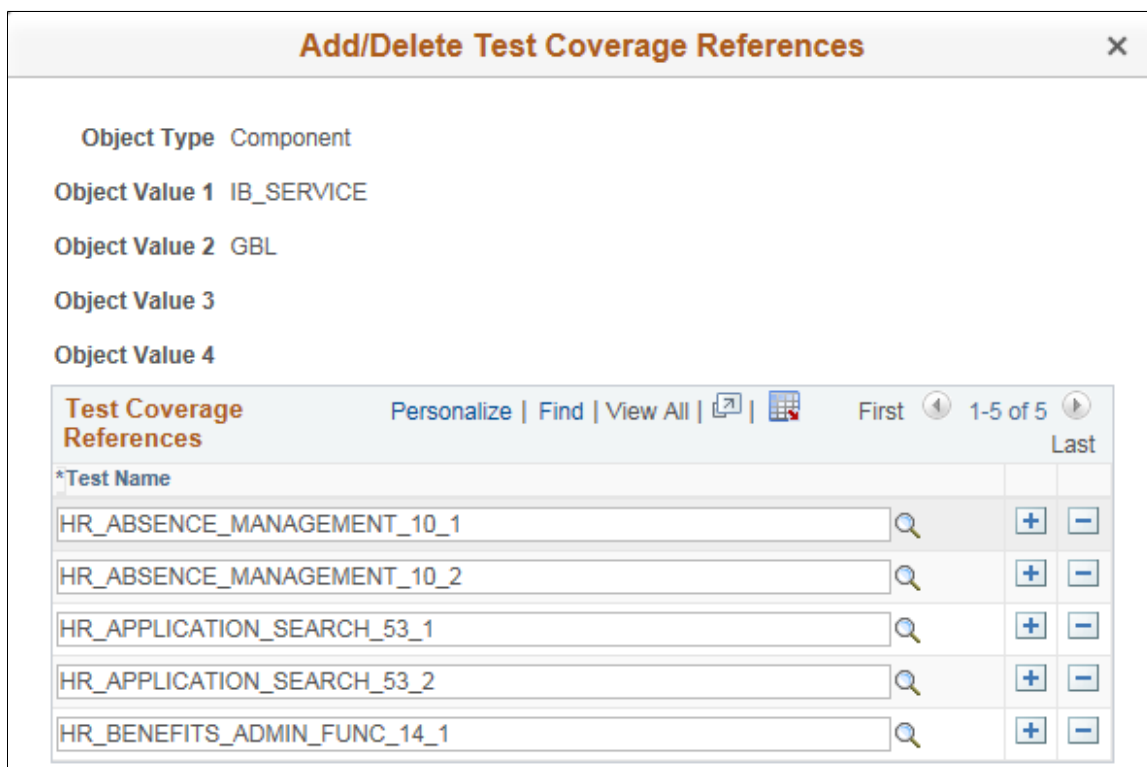 Add/Delete Test Coverage References ×
Object Type Component
Object Value 1 IB_SERVICE
Object Value 2 GBL
Object Value 3
Object Value 4
Test Coverage References Personalize | Find | View All | | First 1-5 of 5 Last
*Test Name
HR_ABSENCE_MANAGEMENT_10_1
HR_ABSENCE_MANAGEMENT_10_2
HR_APPLICATION_SEARCH_53_1
HR_APPLICATION_SEARCH_53_2
HR_BENEFITS_ADMIN_FUNC_14_1